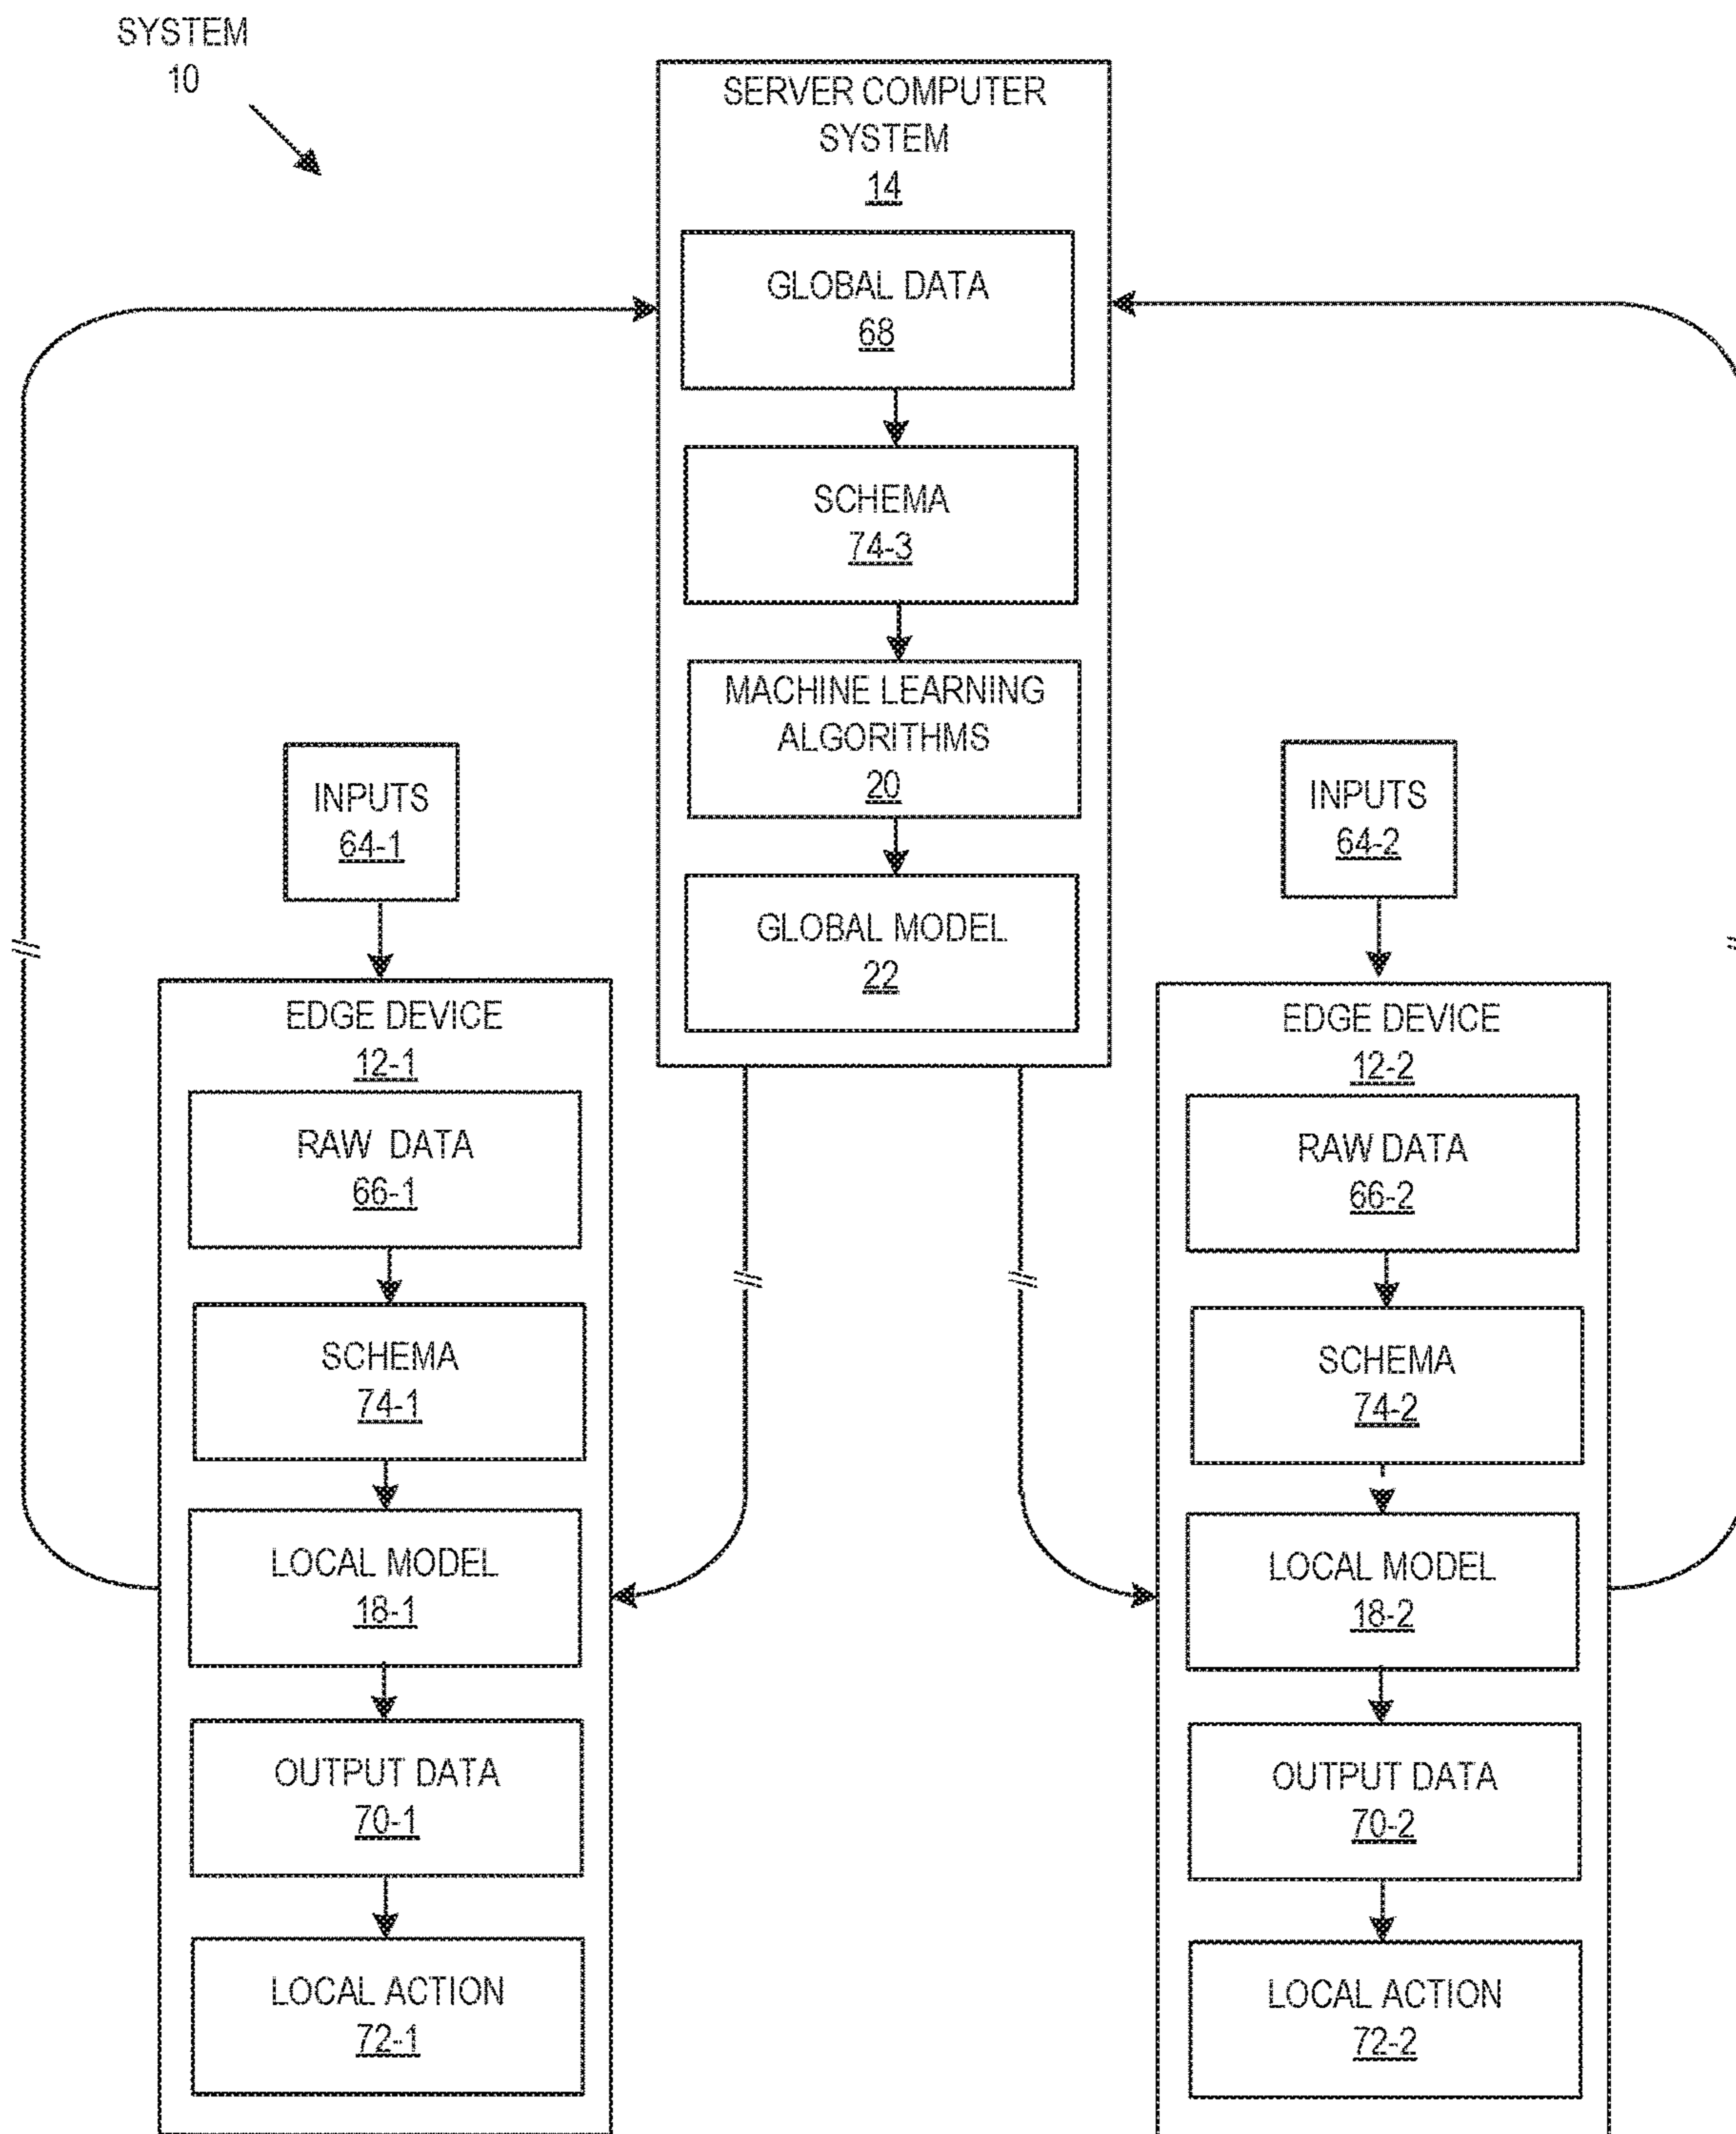 SYSTEM
10
SERVER COMPUTER
SYSTEM
14
GLOBAL DATA
68
SCHEMA
74-3
MACHINE LEARNING
ALGORITHMS
20
GLOBAL MODEL
22
INPUTS
64-1
EDGE DEVICE
12-1
RAW DATA
66-1
SCHEMA
74-1
LOCAL MODEL
18-1
OUTPUT DATA
70-1
LOCAL ACTION
72-1
INPUTS
64-2
EDGE DEVICE
12-2
RAW DATA
66-2
SCHEMA
74-2
LOCAL MODEL
18-2
OUTPUT DATA
70-2
LOCAL ACTION
72-2